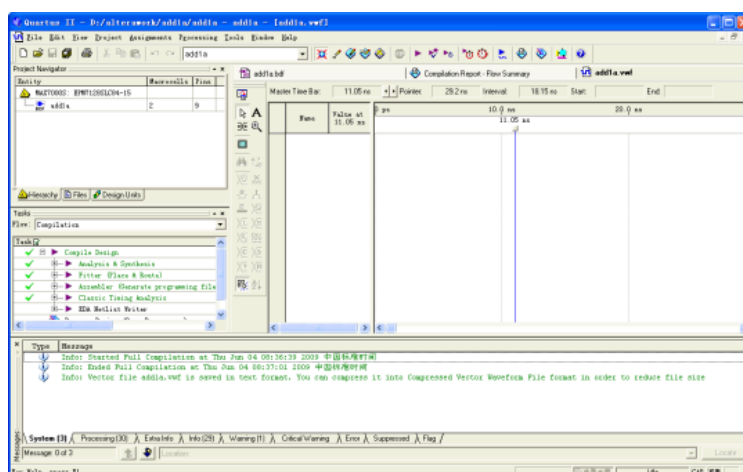 Quartus II - D:/alterawork/add1a/add1a - add1a - [add1a.vwf]
File Edit View Project Assignments Processing Tools Window Help
add1a
Project Navigator
Entity Macrocells Pins
MAX7000S: EPM7128SLC84-15
add1a 2 9
Hierarchy Files Design Units
add1a.bdf Compilation Report - Flow Summary add1a.vwf
Master Time Bar: 11.05 ns Pointer: 29.2 ns Interval: 18.15 ns Start: End:
Name Value at 11.05 ns
0 ps 10.0 ns 20.0 ns
11.05 ns
Tasks
Flow: Compilation
Task
Compile Design
Analysis & Synthesis
Fitter (Place & Route)
Assembler (Generate programming file
Classic Timing Analysis
EDA Netlist Writer
Type Message
Info: Started Full Compilation at Thu Jun 04 08:36:39 2009 中国标准时间
Info: Ended Full Compilation at Thu Jun 04 08:37:01 2009 中国标准时间
Info: Vector file add1a.vwf is saved in text format. You can compress it into Compressed Vector Waveform File format in order to reduce file size
System (3) Processing (30) Extra Info Info (29) Warning (1) Critical Warning Error Suppressed Flag
Messages
Message: 0 of 3 Location: Locate